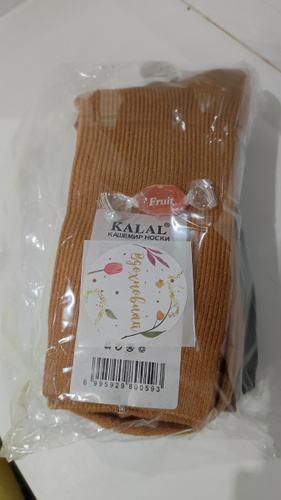 Fruit
KALAL®
КАШЕМИР НОСКИ
Вдохновляй
6 995929 800593